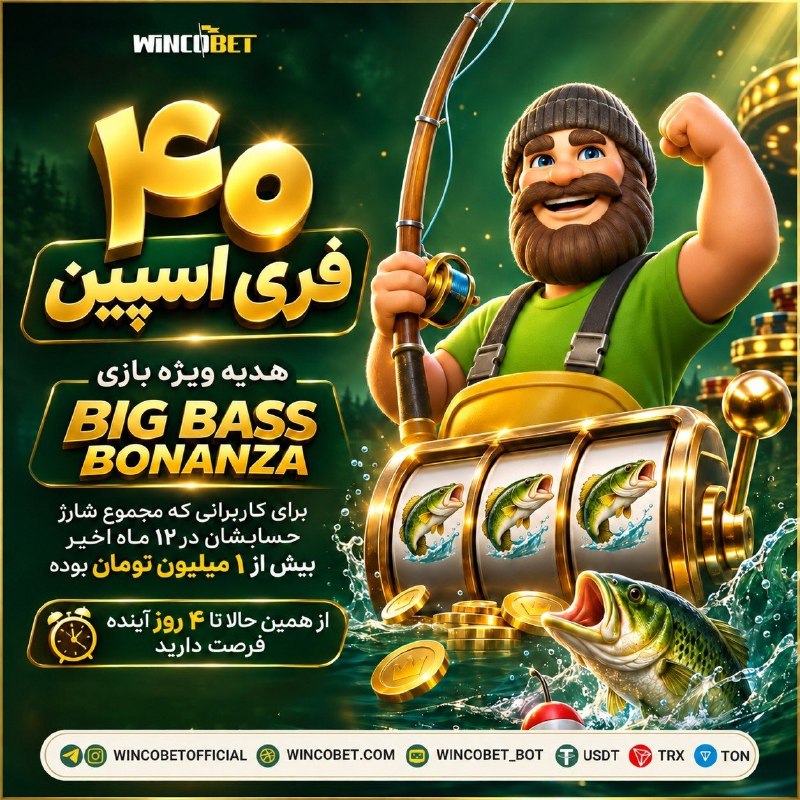 WINCOBET
۴۰
فری اسپین
هدیه ویژه بازی
BIG BASS
BONANZA
برای کاربرانی که مجموع شارژ
حسابشان در ۱۲ ماه اخیر
بیش از ۱ میلیون تومان بوده
از همین حالا تا ۴ روز آینده
فرصت دارید
WINCOBETOFFICIAL WINCOBET.COM WINCOBET_BOT USDT TRX TON